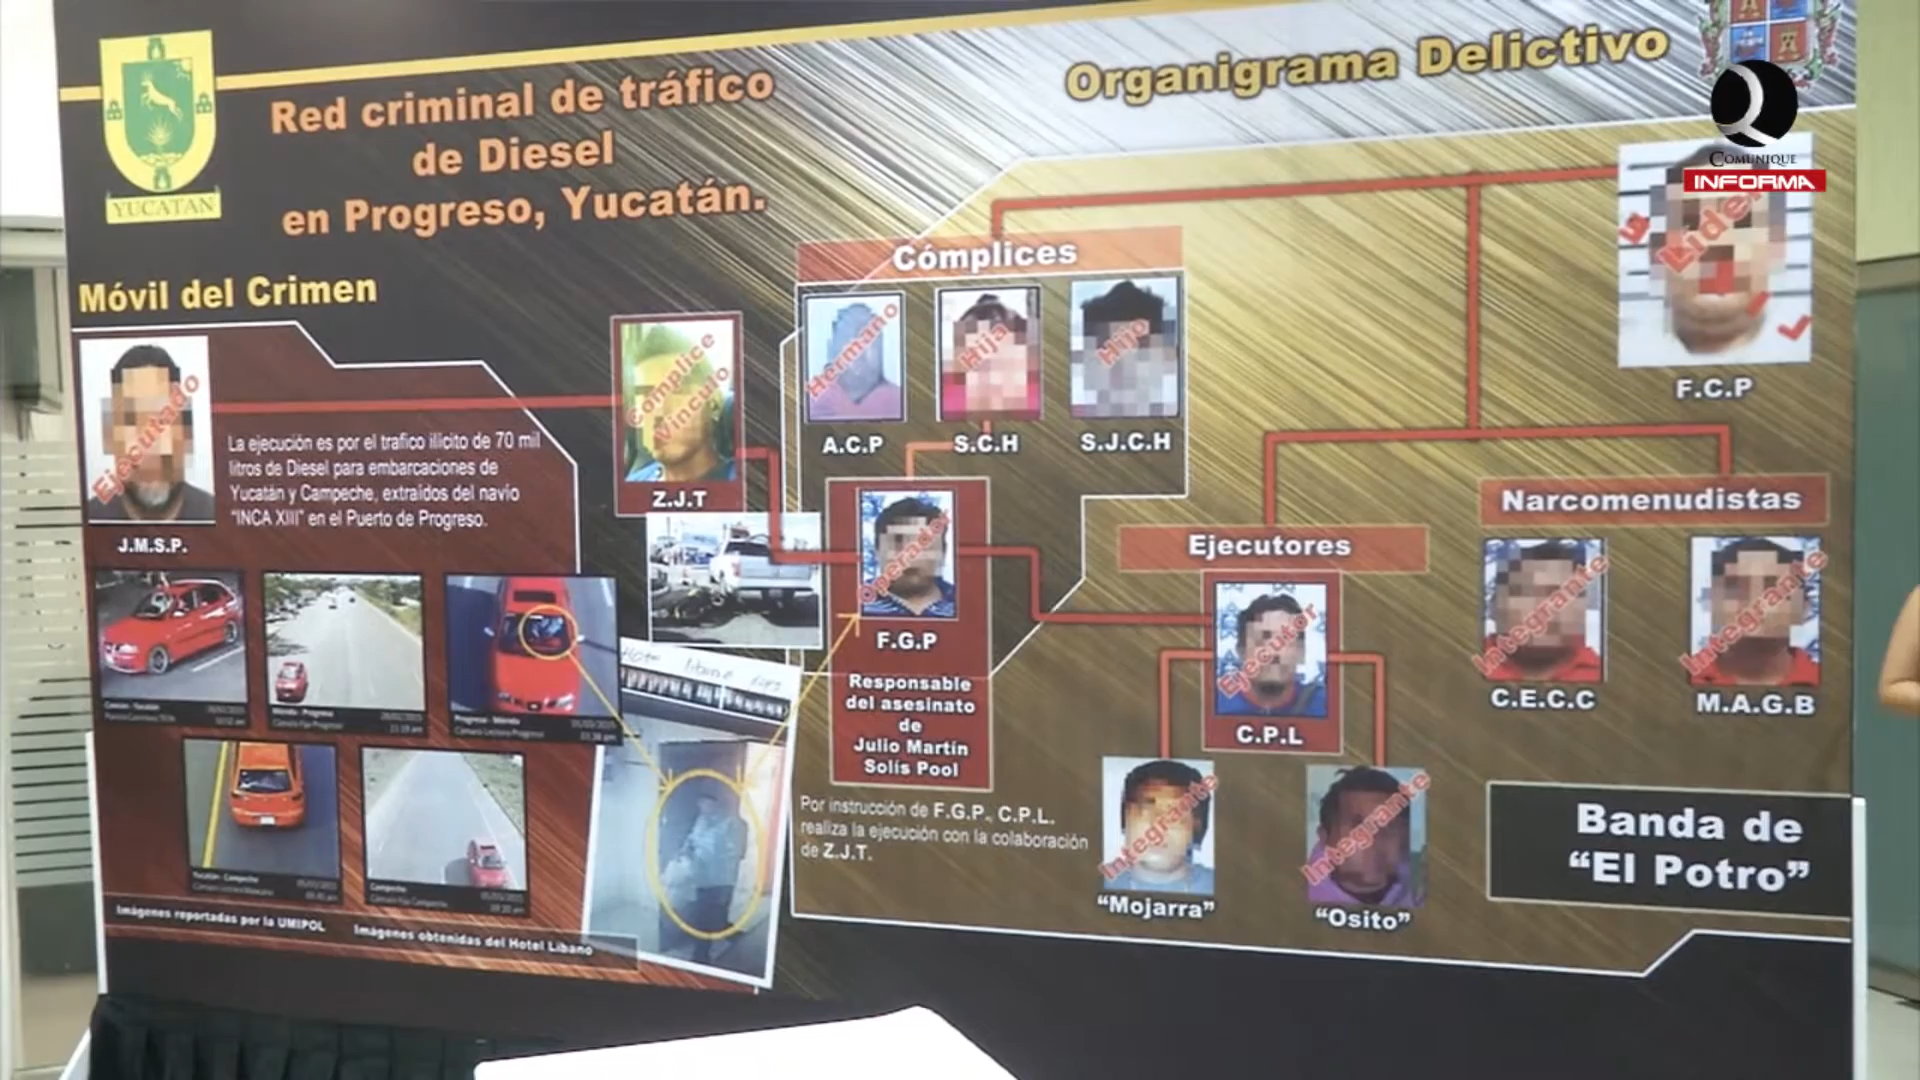 YUCATAN
Red criminal de tráfico
de Diesel
en Progreso, Yucatán.
Organigrama Delictivo
COMUNIQUE
INFORMA
Móvil del Crimen
Ejecutado
La ejecución es por el trafico ilicito de 70 mil
litros de Diesel para embarcaciones de
Yucatán y Campeche, extraídos del navío
"INCA XIII" en el Puerto de Progreso.
J.M.S.P.
Complice
Vinculo
Z.J.T
Cómplices
Hermano
Hija
Hijo
A.C.P
S.C.H
S.J.C.H
Lider
F.C.P
Operador
F.G.P
Responsable
del asesinato
de
Julio Martín
Solís Pool
Por instrucción de F.G.P., C.P.L.
realiza la ejecución con la colaboración
de Z.J.T.
Ejecutores
Ejecutor
C.P.L
Integrante
"Mojarra"
Integrante
"Osito"
Narcomenudistas
Integrante
C.E.C.C
Integrante
M.A.G.B
Banda de
"El Potro"
Imágenes reportadas por la UMIPOL
Imágenes obtenidas del Hotel Libano